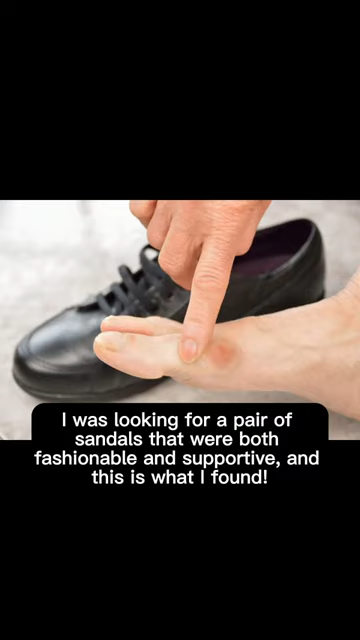 I was looking for a pair of
sandals that were both
fashionable and supportive, and
this is what I found!